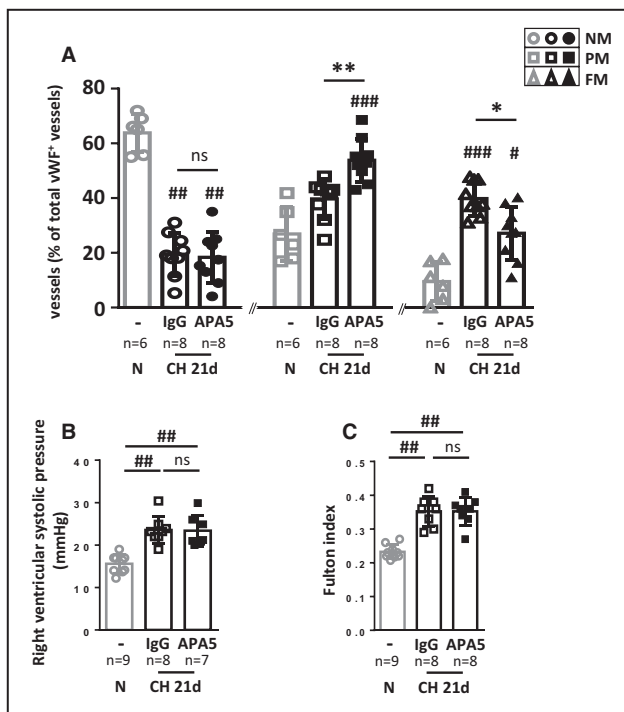 A
NM
PM
FM
vessels (% of total vWF⁺ vessels)
80
60
40
20
0
ns
##
##
**
###
*
###
#
//
//
//
- IgG APA5 - IgG APA5 - IgG APA5
n=6 n=8 n=8 n=6 n=8 n=8 n=6 n=8 n=8
N CH 21d N CH 21d N CH 21d
B
Right ventricular systolic pressure
(mmHg)
40
30
20
10
0
##
##
ns
- IgG APA5
n=9 n=8 n=7
N CH 21d
C
Fulton index
0.5
0.4
0.3
0.2
0.1
0.0
##
##
ns
- IgG APA5
n=9 n=8 n=8
N CH 21d